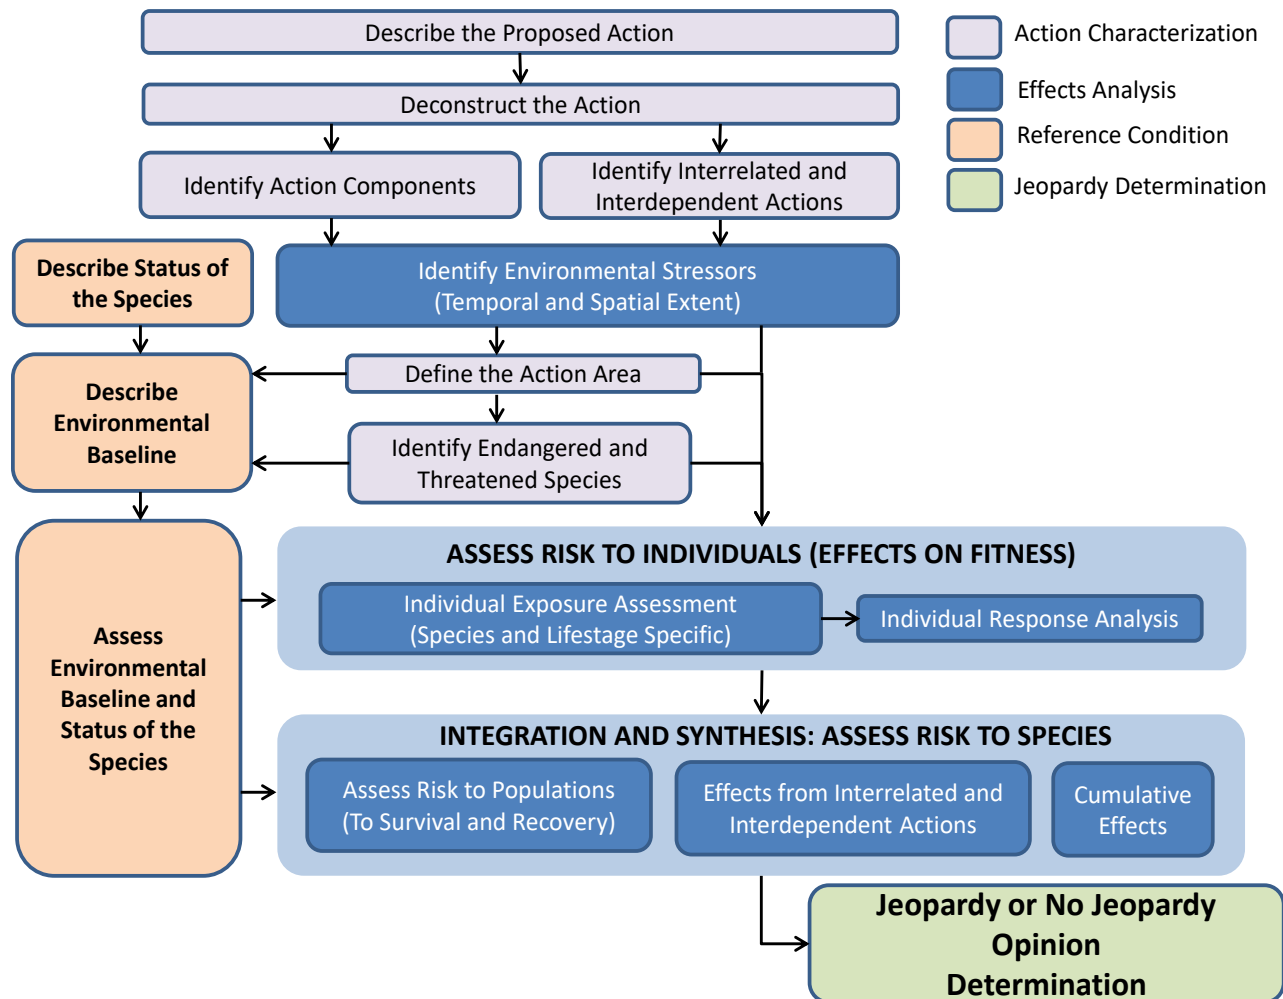 Describe the Proposed Action
Deconstruct the Action
Identify Action Components
Identify Interrelated and
Interdependent Actions
Action Characterization
Effects Analysis
Reference Condition
Jeopardy Determination
Describe Status of
the Species
Identify Environmental Stressors
(Temporal and Spatial Extent)
Describe
Environmental
Baseline
Define the Action Area
Identify Endangered and
Threatened Species
Assess
Environmental
Baseline and
Status of the
Species
ASSESS RISK TO INDIVIDUALS (EFFECTS ON FITNESS)
Individual Exposure Assessment
(Species and Lifestage Specific)
Individual Response Analysis
INTEGRATION AND SYNTHESIS: ASSESS RISK TO SPECIES
Assess Risk to Populations
(To Survival and Recovery)
Effects from Interrelated and
Interdependent Actions
Cumulative
Effects
Jeopardy or No Jeopardy
Opinion
Determination